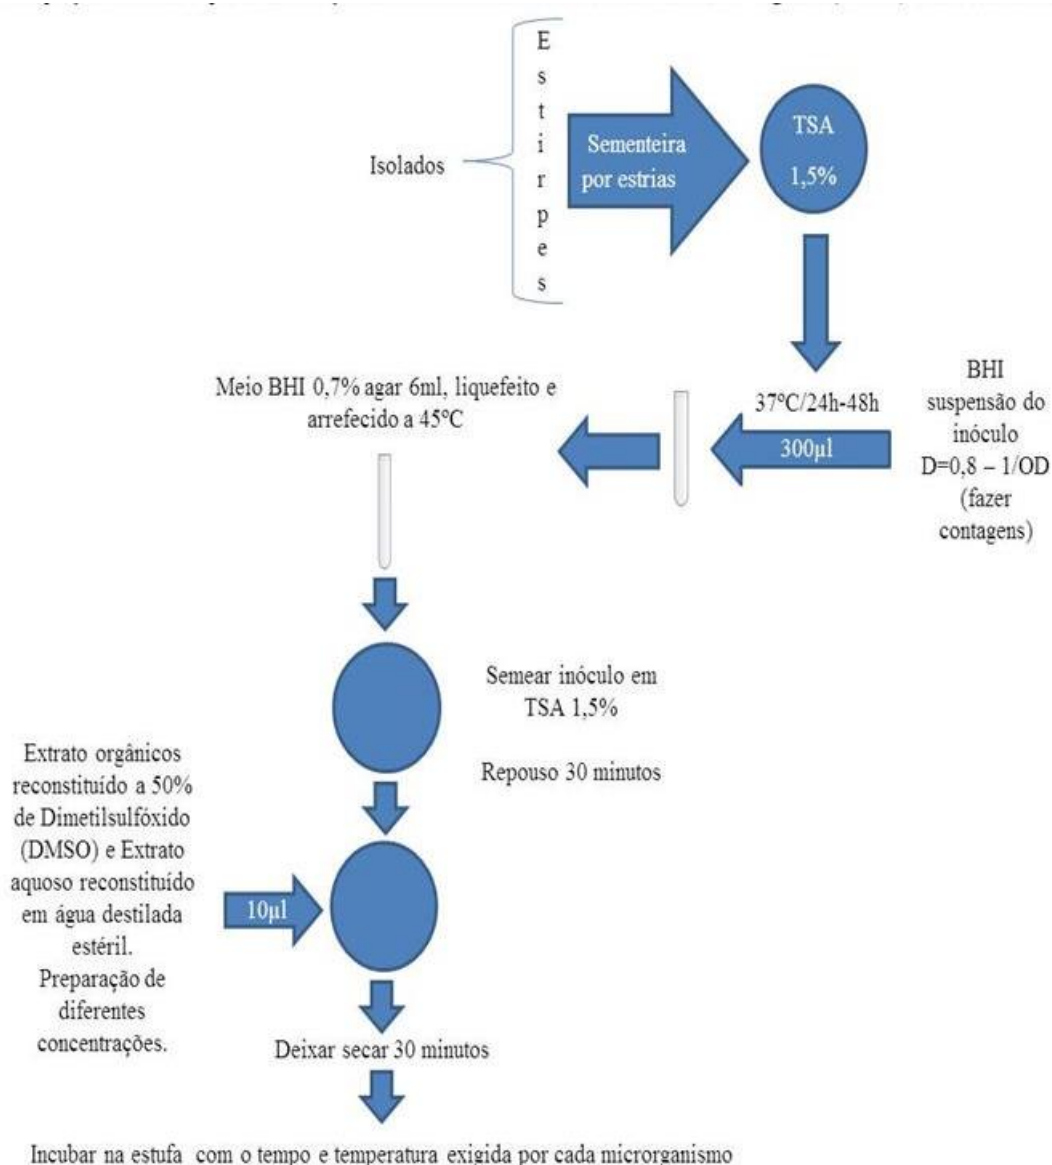 Isolados
E
s
t
i
r
p
e
s
Sementeira
por estrias
TSA
1,5%
37ºC/24h-48h
300µl
BHI
suspensão do
inóculo
D=0,8 – 1/OD
(fazer
contagens)
Meio BHI 0,7% agar 6ml, liquefeito e
arrefecido a 45ºC
Semear inóculo em
TSA 1,5%
Repouso 30 minutos
Extrato orgânicos
reconstituído a 50%
de Dimetilsulfóxido
(DMSO) e Extrato
aquoso reconstituído
em água destilada
estéril.
Preparação de
diferentes
concentrações.
10µl
Deixar secar 30 minutos
Incubar na estufa com o tempo e temperatura exigida por cada microrganismo